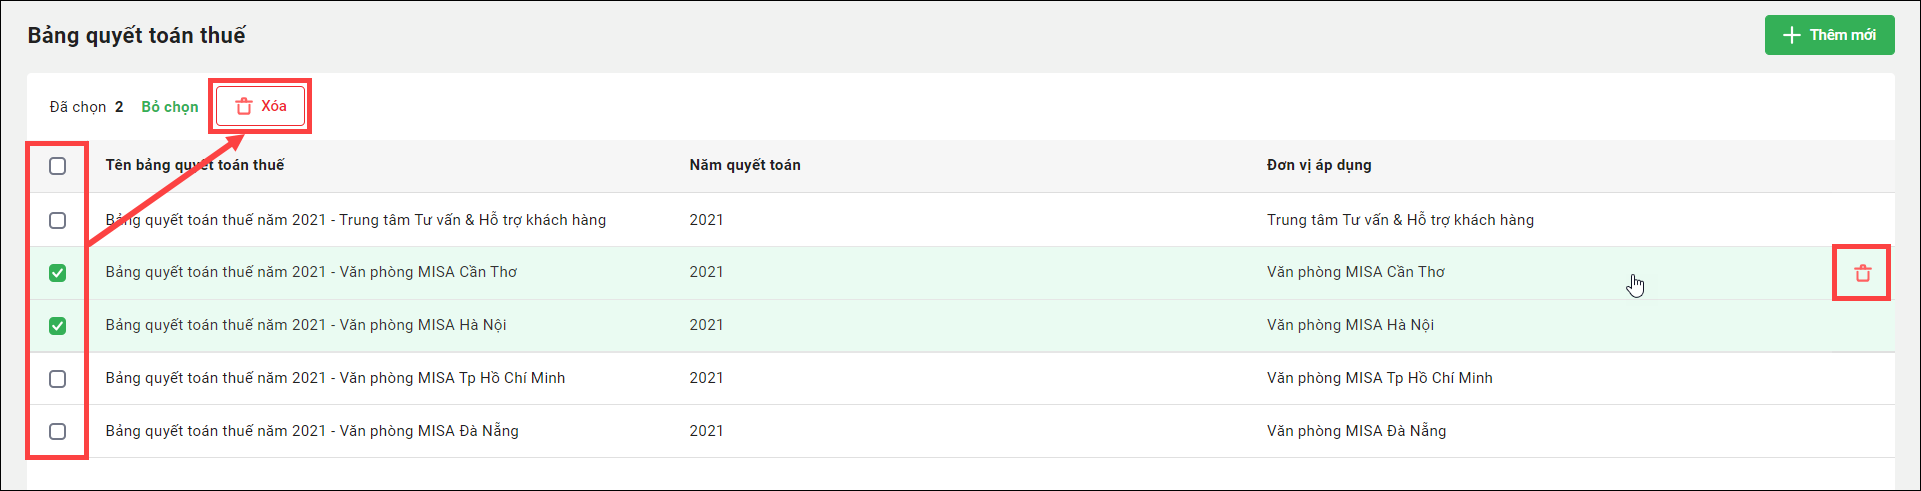 Bảng quyết toán thuế
Thêm mới
Đã chọn 2 Bỏ chọn Xóa
Tên bảng quyết toán thuế Năm quyết toán Đơn vị áp dụng
Bảng quyết toán thuế năm 2021 - Trung tâm Tư vấn & Hỗ trợ khách hàng 2021 Trung tâm Tư vấn & Hỗ trợ khách hàng
Bảng quyết toán thuế năm 2021 - Văn phòng MISA Cần Thơ 2021 Văn phòng MISA Cần Thơ
Bảng quyết toán thuế năm 2021 - Văn phòng MISA Hà Nội 2021 Văn phòng MISA Hà Nội
Bảng quyết toán thuế năm 2021 - Văn phòng MISA Tp Hồ Chí Minh 2021 Văn phòng MISA Tp Hồ Chí Minh
Bảng quyết toán thuế năm 2021 - Văn phòng MISA Đà Nẵng 2021 Văn phòng MISA Đà Nẵng